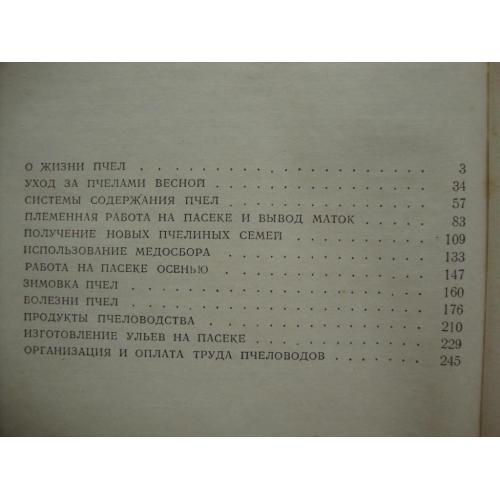 О ЖИЗНИ ПЧЕЛ . . . . . . . . . . . . . . . . . 3
УХОД ЗА ПЧЕЛАМИ ВЕСНОЙ . . . . . . . . . . . . 34
СИСТЕМЫ СОДЕРЖАНИЯ ПЧЕЛ . . . . . . . . . . . . 57
ПЛЕМЕННАЯ РАБОТА НА ПАСЕКЕ И ВЫВОД МАТОК . . . . . 83
ПОЛУЧЕНИЕ НОВЫХ ПЧЕЛИНЫХ СЕМЕЙ . . . . . . . . 109
ИСПОЛЬЗОВАНИЕ МЕДОСБОРА . . . . . . . . . . . . 133
РАБОТА НА ПАСЕКЕ ОСЕНЬЮ . . . . . . . . . . . . 147
ЗИМОВКА ПЧЕЛ . . . . . . . . . . . . . . . . . 160
БОЛЕЗНИ ПЧЕЛ . . . . . . . . . . . . . . . . . 176
ПРОДУКТЫ ПЧЕЛОВОДСТВА . . . . . . . . . . . . . 210
ИЗГОТОВЛЕНИЕ УЛЬЕВ НА ПАСЕКЕ . . . . . . . . . . 229
ОРГАНИЗАЦИЯ И ОПЛАТА ТРУДА ПЧЕЛОВОДОВ . . . . . . 245